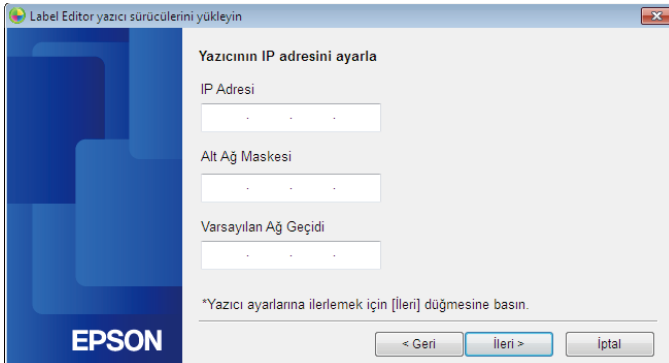 Label Editor yazıcı sürücülerini yükleyin
Yazıcının IP adresini ayarla
IP Adresi
Alt Ağ Maskesi
Varsayılan Ağ Geçidi
*Yazıcı ayarlarına ilerlemek için [İleri] düğmesine basın.
EPSON
< Geri
İleri >
İptal